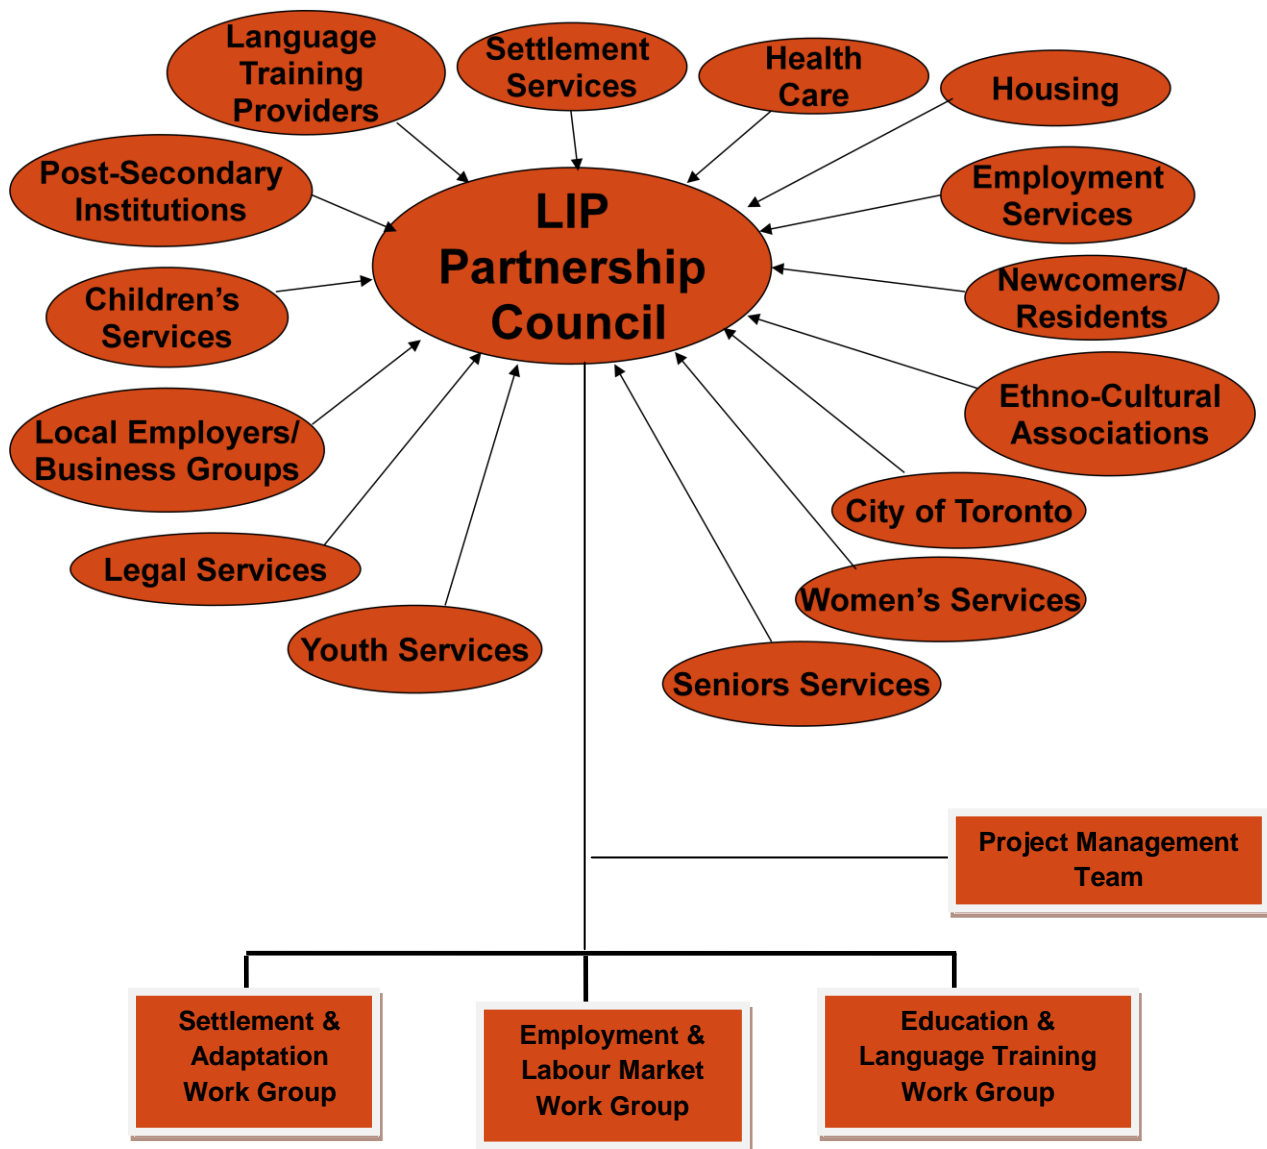 Language
Training
Providers
Settlement
Services
Health
Care
Housing
Post-Secondary
Institutions
LIP
Partnership
Council
Employment
Services
Children’s
Services
Newcomers/
Residents
Local Employers/
Business Groups
Ethno-Cultural
Associations
City of Toronto
Legal Services
Women’s Services
Youth Services
Seniors Services
Project Management
Team
Settlement &
Adaptation
Work Group
Employment &
Labour Market
Work Group
Education &
Language Training
Work Group